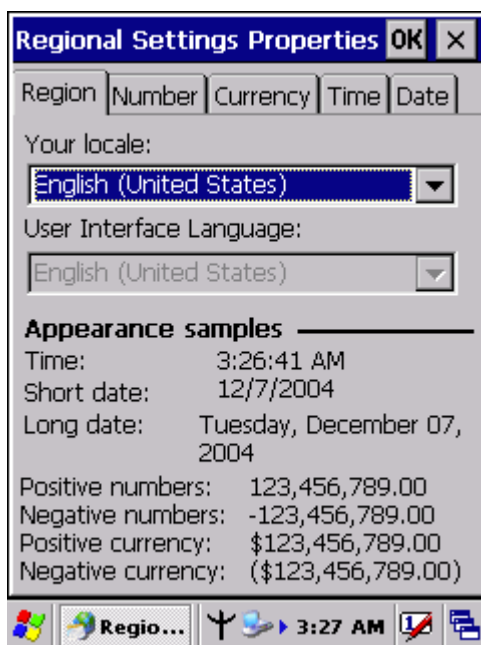 Regional Settings Properties OK ×
Region Number Currency Time Date
Your locale:
English (United States)
User Interface Language:
English (United States)
Appearance samples
Time: 3:26:41 AM
Short date: 12/7/2004
Long date: Tuesday, December 07,
2004
Positive numbers: 123,456,789.00
Negative numbers: -123,456,789.00
Positive currency: $123,456,789.00
Negative currency: ($123,456,789.00)
Regio... 3:27 AM